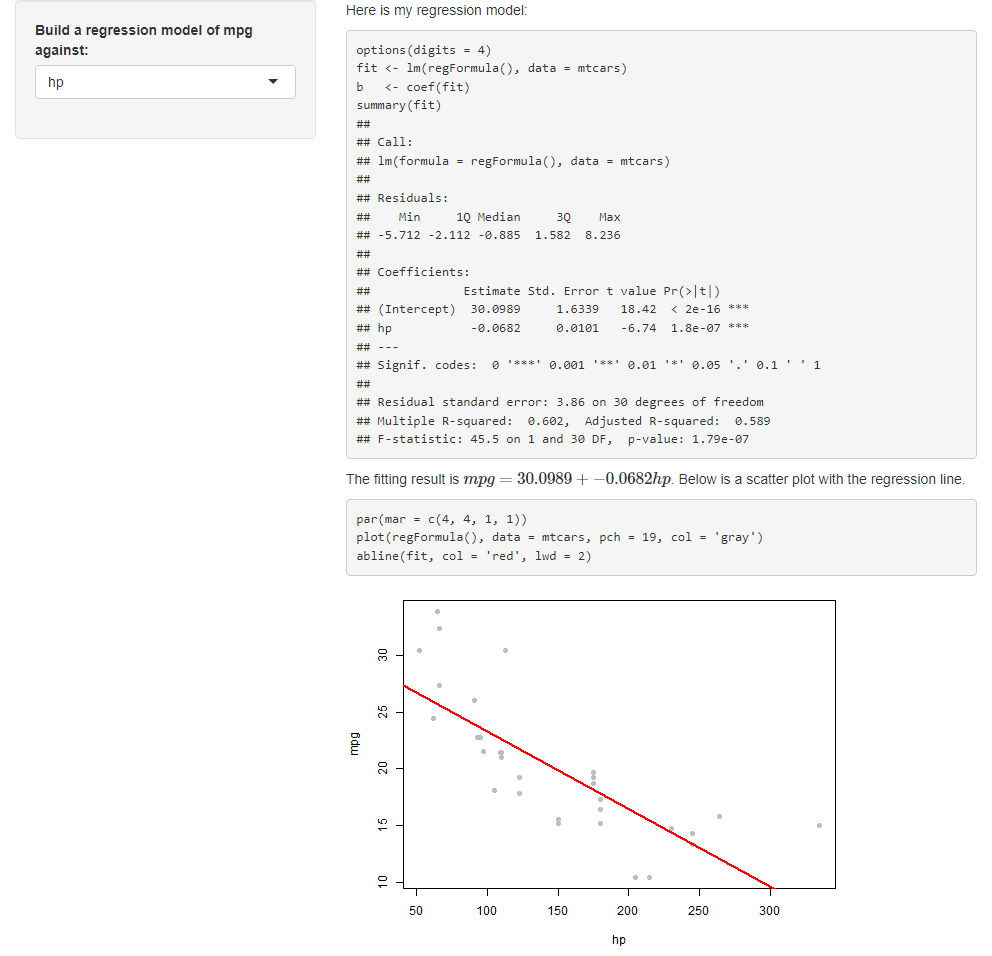 Build a regression model of mpg
against:
hp
Here is my regression model:
options(digits = 4)
fit <- lm(regFormula(), data = mtcars)
b   <- coef(fit)
summary(fit)
##
## Call:
## lm(formula = regFormula(), data = mtcars)
##
## Residuals:
##    Min     1Q Median     3Q    Max
## -5.712 -2.112 -0.885  1.582  8.236
##
## Coefficients:
##             Estimate Std. Error t value Pr(>|t|)
## (Intercept)  30.0989     1.6339   18.42  < 2e-16 ***
## hp           -0.0682     0.0101   -6.74  1.8e-07 ***
## ---
## Signif. codes:  0 '***' 0.001 '**' 0.01 '*' 0.05 '.' 0.1 ' ' 1
##
## Residual standard error: 3.86 on 30 degrees of freedom
## Multiple R-squared:  0.602, Adjusted R-squared:  0.589
## F-statistic: 45.5 on 1 and 30 DF,  p-value: 1.79e-07
The fitting result is mpg = 30.0989 + −0.0682hp. Below is a scatter plot with the regression line.
par(mar = c(4, 4, 1, 1))
plot(regFormula(), data = mtcars, pch = 19, col = 'gray')
abline(fit, col = 'red', lwd = 2)
30
25
mpg
20
15
10
50 100 150 200 250 300
hp